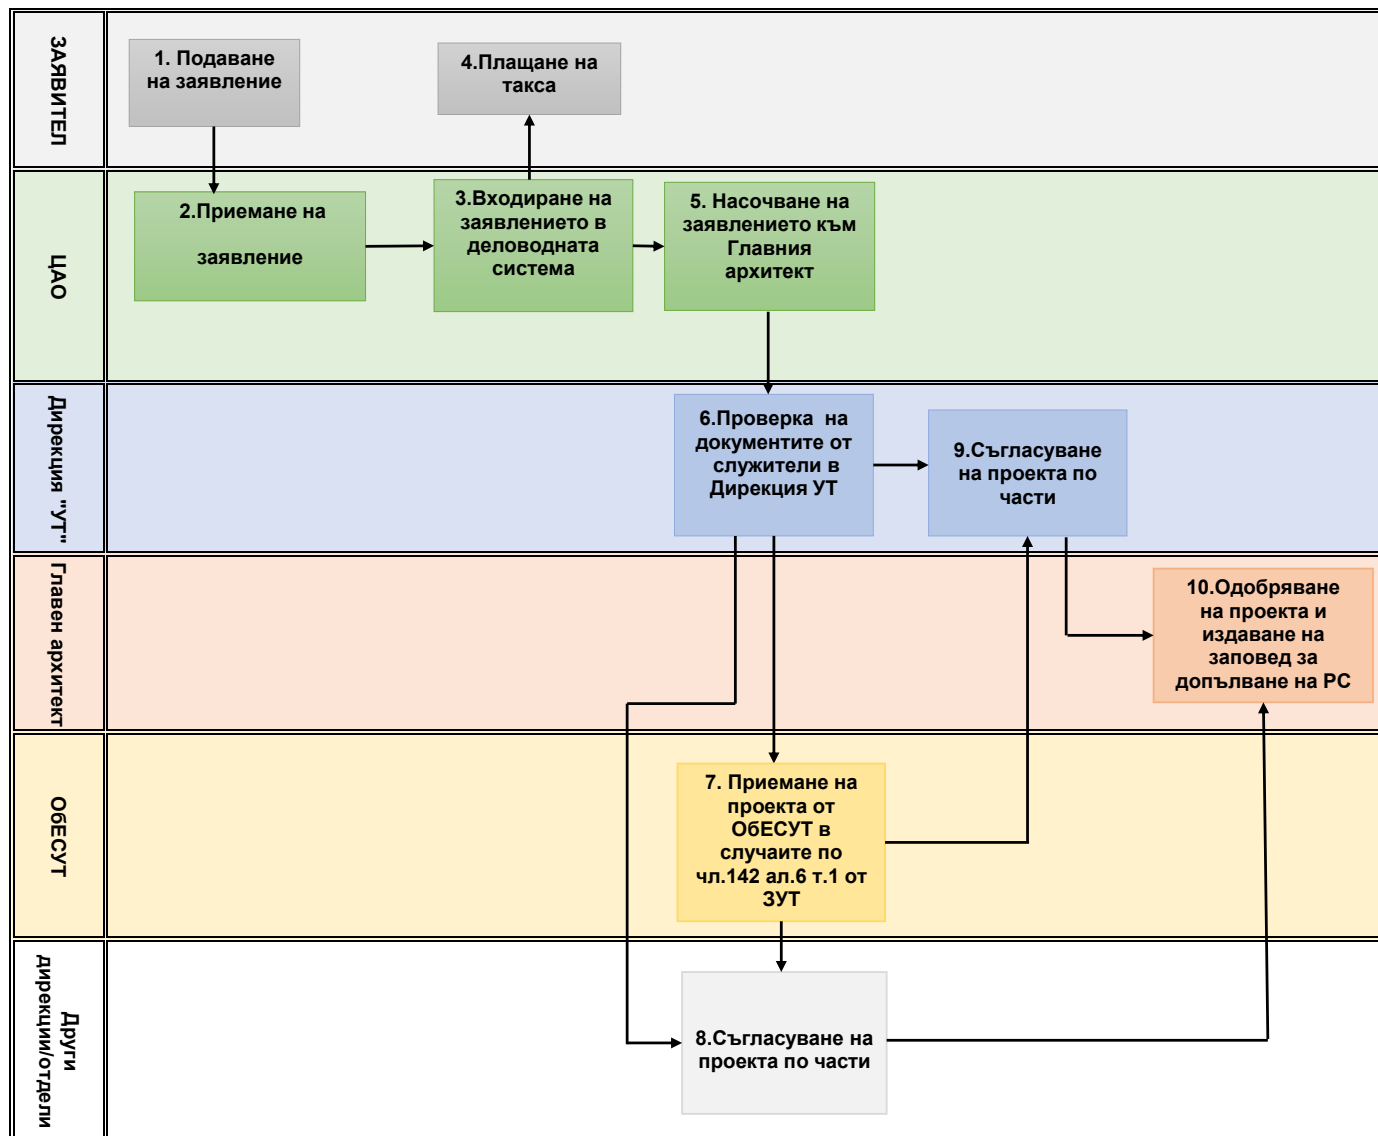 ЗАЯВИТЕЛ
1. Подаване
на заявление
4.Плащане на
такса
ЦАО
2.Приемане на
заявление
3.Входиране на
заявлението в
деловодната
система
5. Насочване на
заявлението към
Главния
архитект
Дирекция "УТ"
6.Проверка на
документите от
служители в
Дирекция УТ
9.Съгласуване
на проекта по
части
Главен архитект
10.Одобряване
на проекта и
издаване на
заповед за
допълване на РС
ОбЕСУТ
7. Приемане на
проекта от
ОбЕСУТ в
случаите по
чл.142 ал.6 т.1 от
ЗУТ
Други
дирекции/отдели
8.Съгласуване на
проекта по части